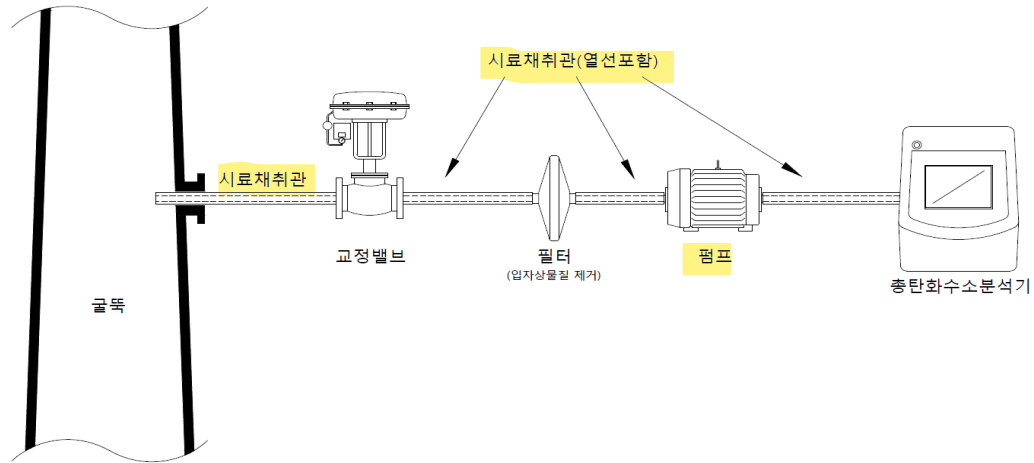 시료채취관(열선포함)
시료채취관
교정밸브
필터
(입자상물질 제거)
펌프
총탄화수소분석기
굴뚝